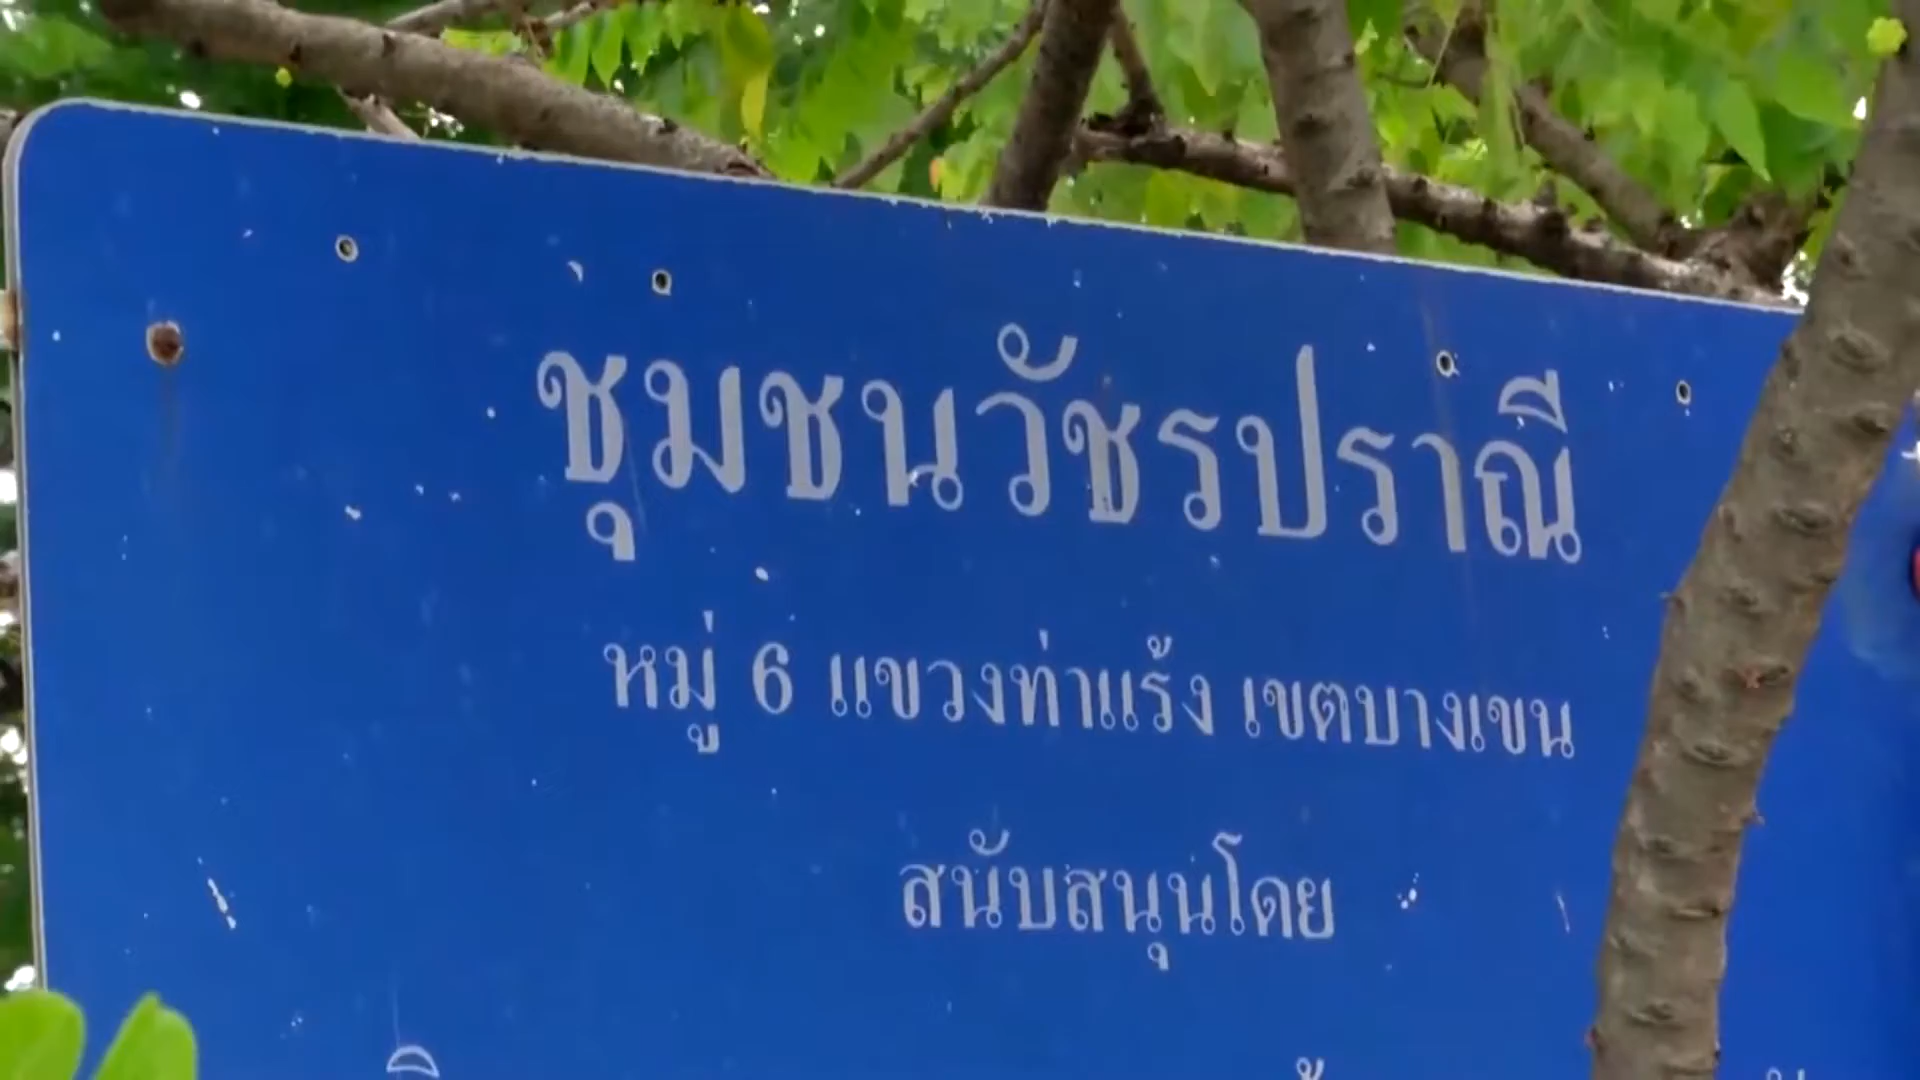 ชุมชนวัชรปราณี
หมู่ 6 แขวงท่าแร้ง เขตบางเขน
สนับสนุนโดย